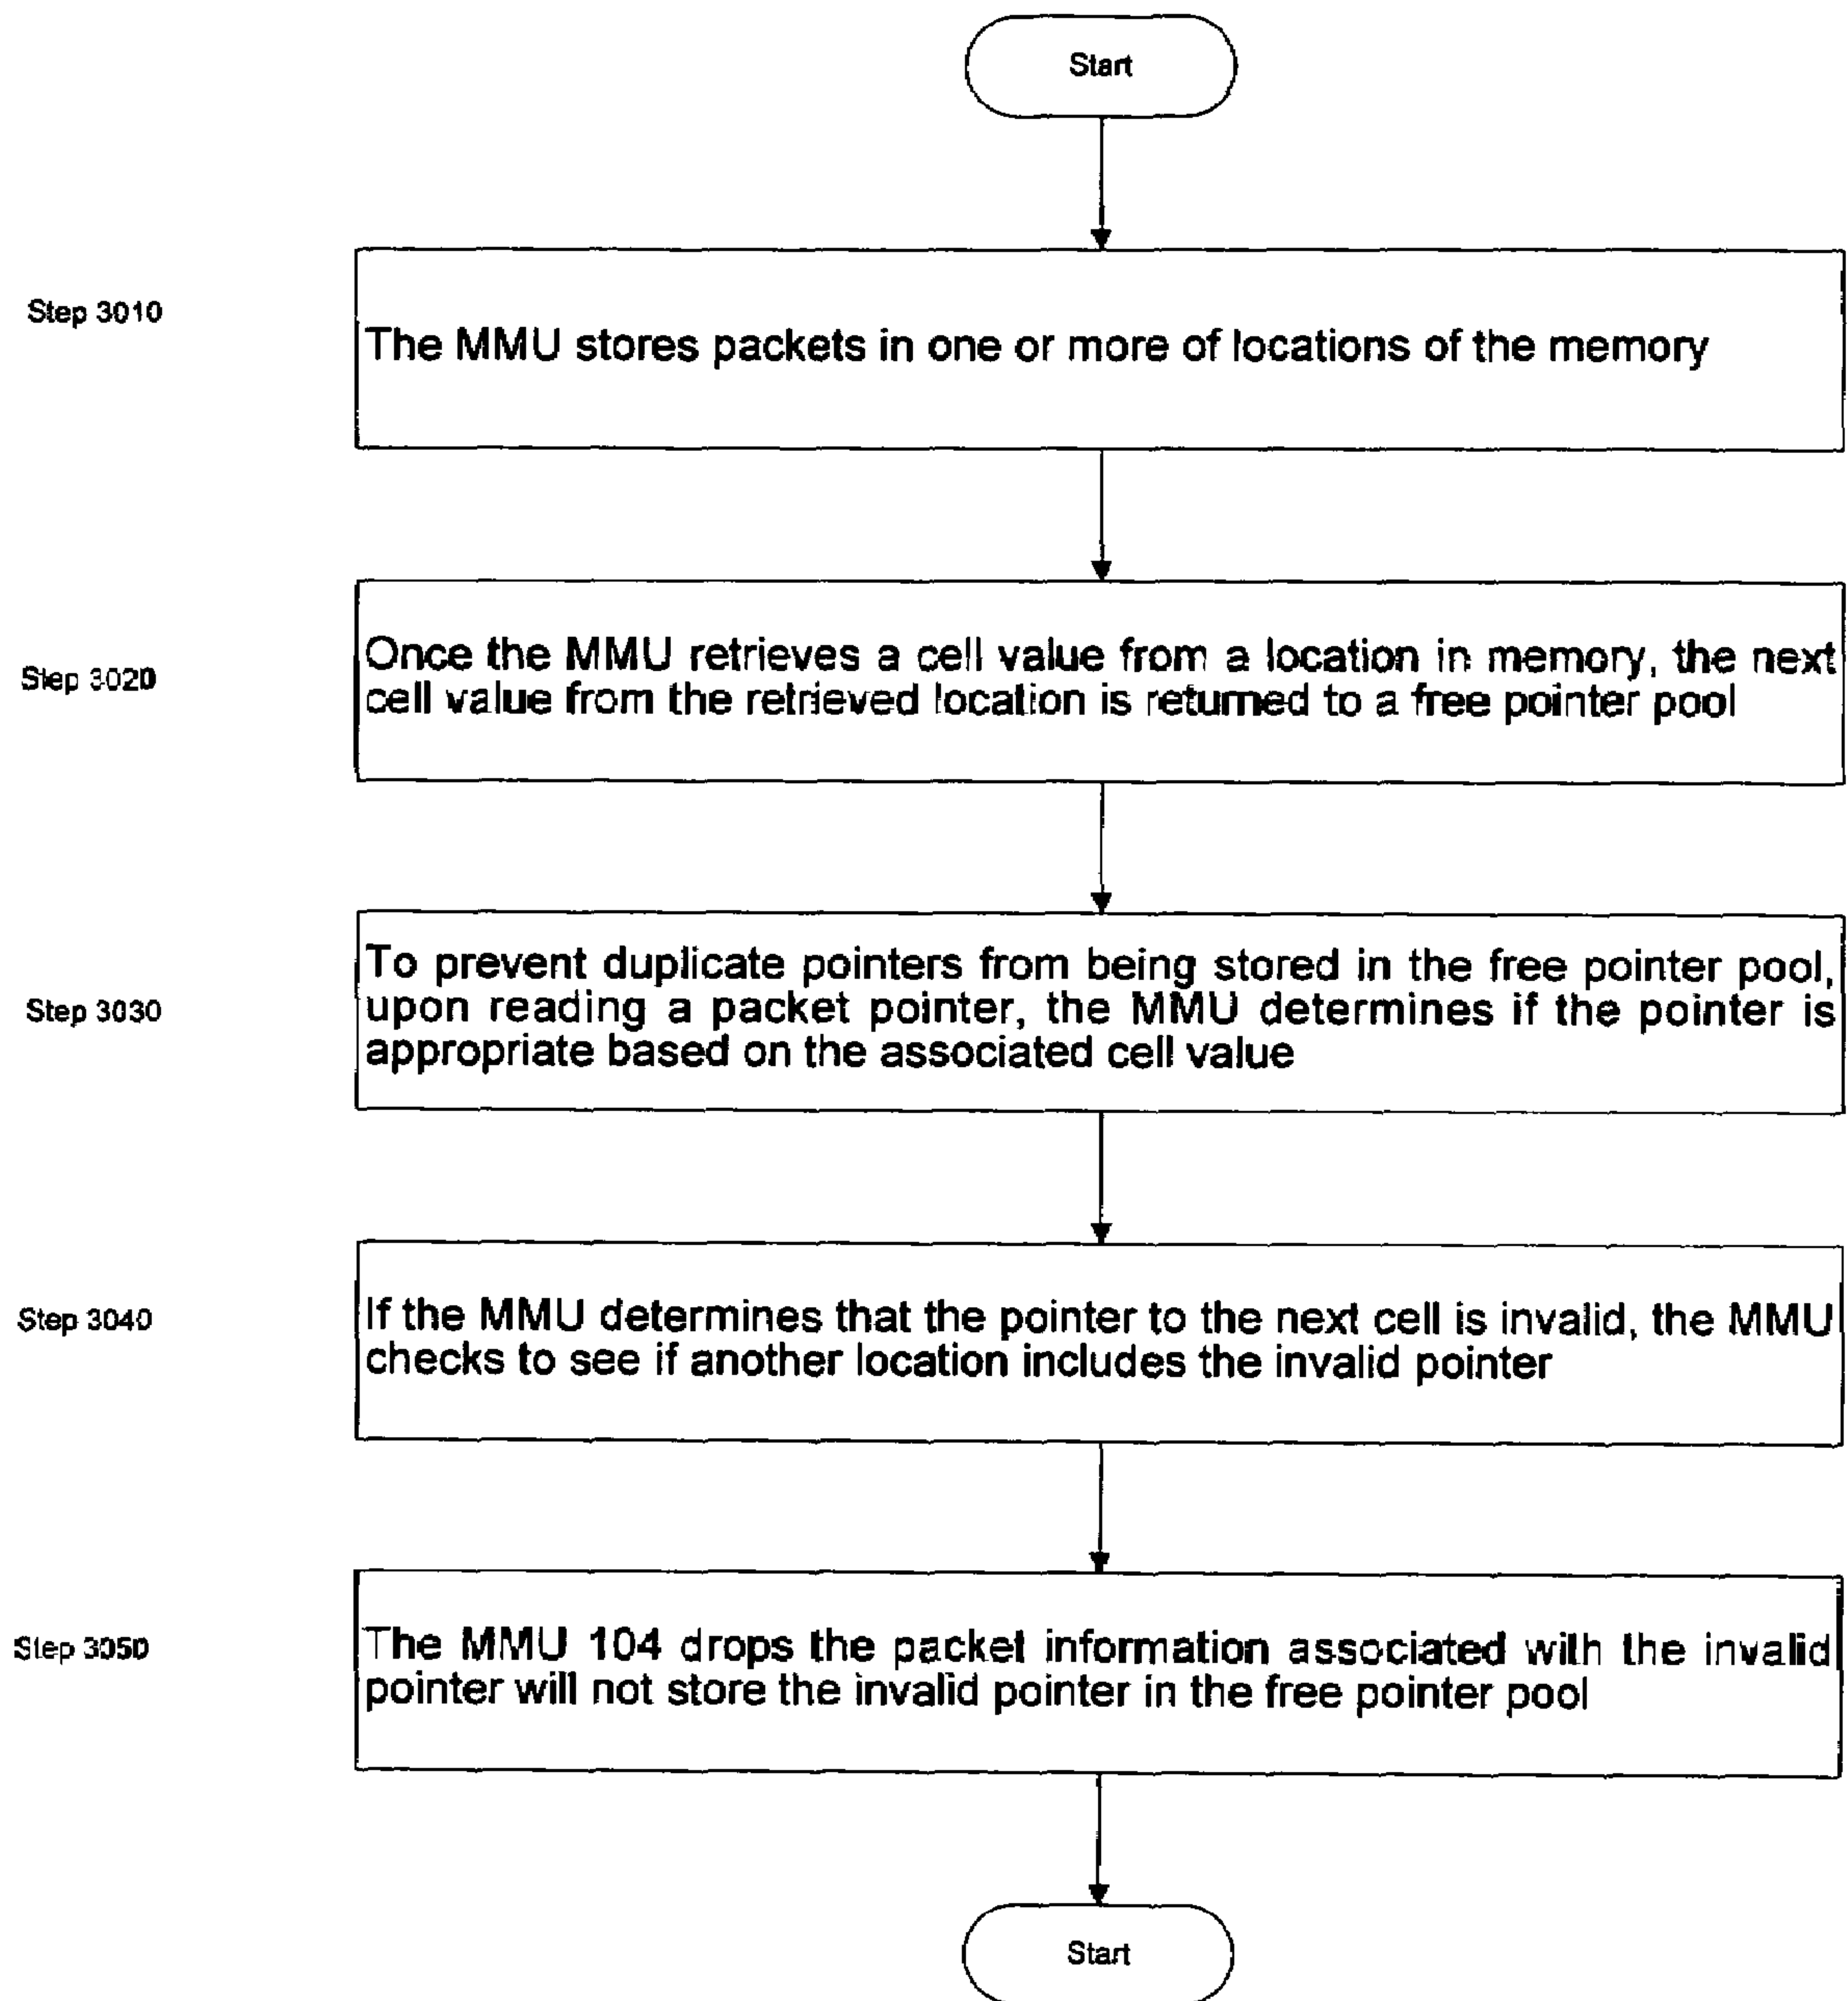 Start
Step 3010
The MMU stores packets in one or more of locations of the memory
Step 3020
Once the MMU retrieves a cell value from a location in memory, the next
cell value from the retrieved location is returned to a free pointer pool
Step 3030
To prevent duplicate pointers from being stored in the free pointer pool,
upon reading a packet pointer, the MMU determines if the pointer is
appropriate based on the associated cell value
Step 3040
If the MMU determines that the pointer to the next cell is invalid, the MMU
checks to see if another location includes the invalid pointer
Step 3050
The MMU 104 drops the packet information associated with the invalid
pointer will not store the invalid pointer in the free pointer pool
Start